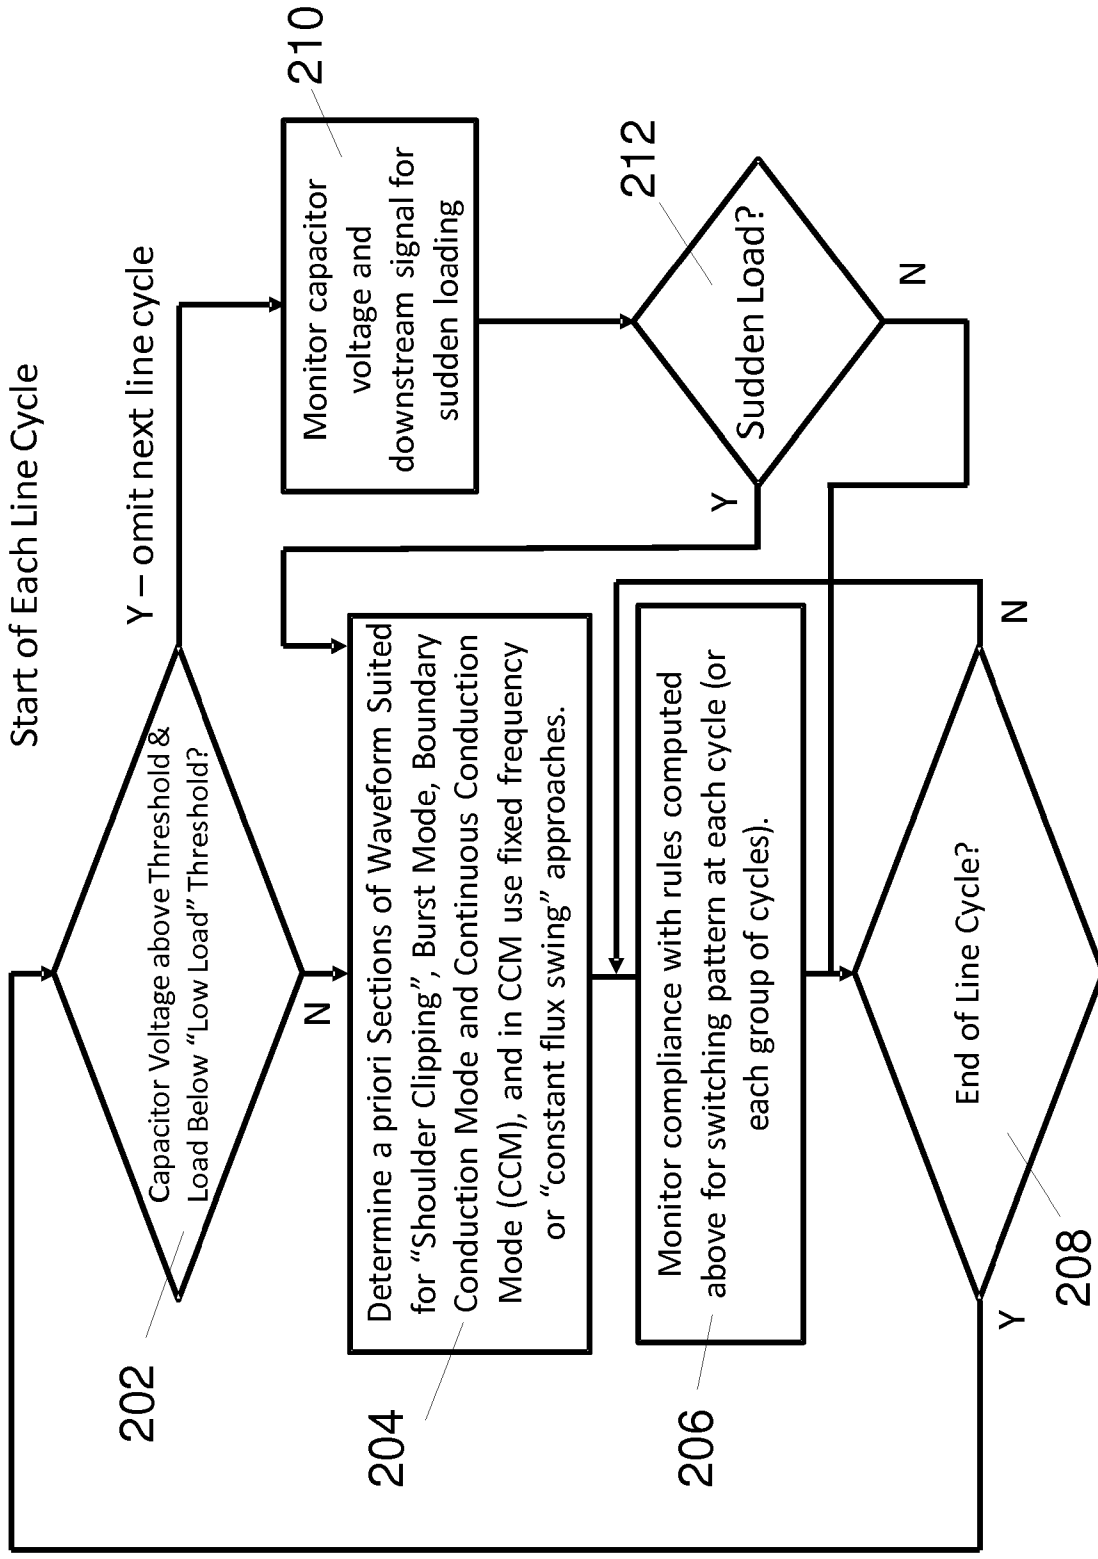 Start of Each Line Cycle
Capacitor Voltage above Threshold &
Load Below “Low Load” Threshold?
202
Y – omit next line cycle
N
Determine a priori Sections of Waveform Suited
for “Shoulder Clipping”, Burst Mode, Boundary
Conduction Mode and Continuous Conduction
Mode (CCM), and in CCM use fixed frequency
or “constant flux swing” approaches.
204
Monitor capacitor
voltage and
downstream signal for
sudden loading
210
Monitor compliance with rules computed
above for switching pattern at each cycle (or
each group of cycles).
206
Sudden Load?
212
Y
N
End of Line Cycle?
208
Y
N